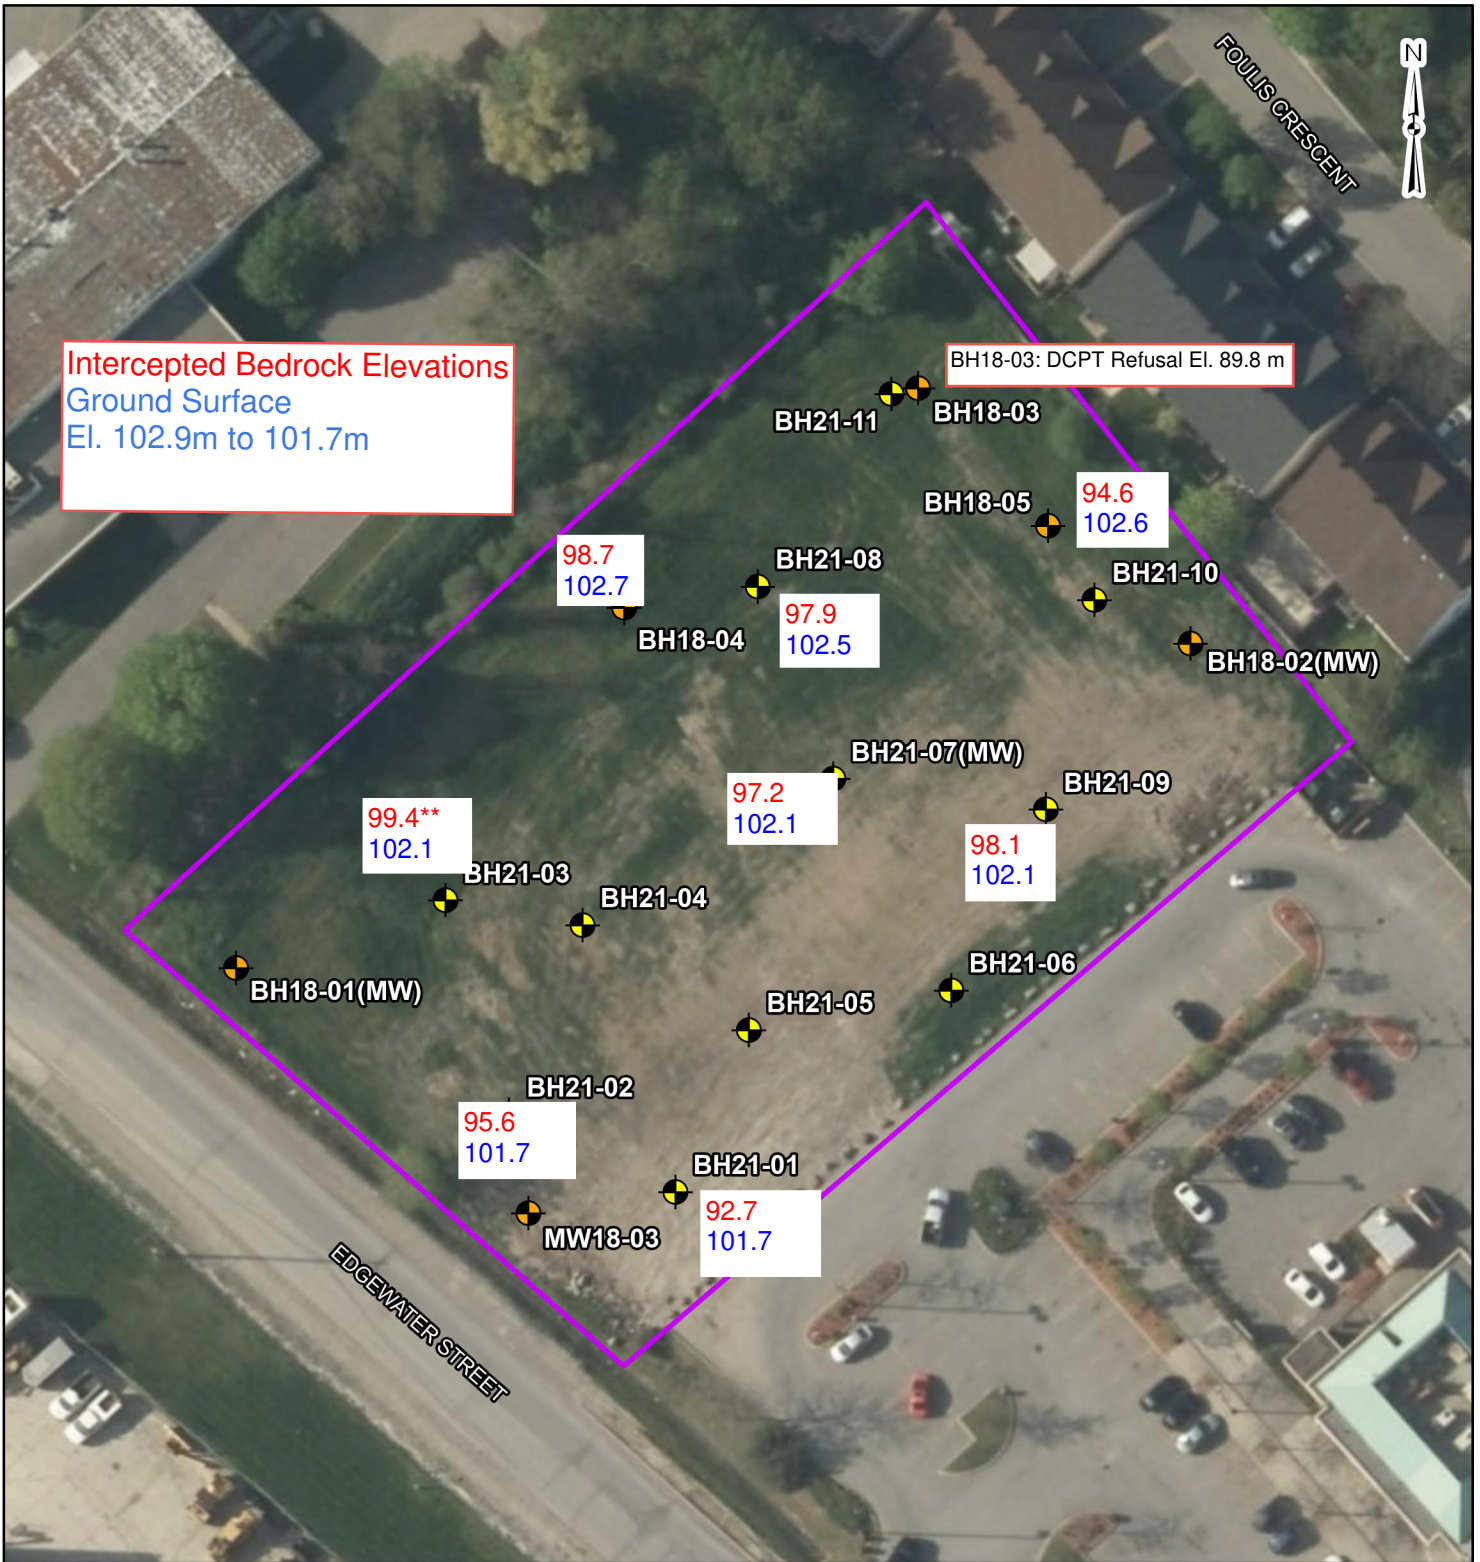 FOULIS CRESCENT
N
Intercepted Bedrock Elevations
Ground Surface
El. 102.9m to 101.7m
BH18-03: DCPT Refusal El. 89.8 m
BH21-11
BH18-03
BH18-05
94.6
102.6
98.7
102.7
BH21-08
BH21-10
97.9
102.5
BH18-04
BH18-02(MW)
BH21-07(MW)
97.2
102.1
BH21-09
98.1
102.1
99.4**
102.1
BH21-03
BH21-04
BH21-06
BH18-01(MW)
BH21-05
BH21-02
95.6
101.7
BH21-01
92.7
101.7
MW18-03
EDGEWATER STREET